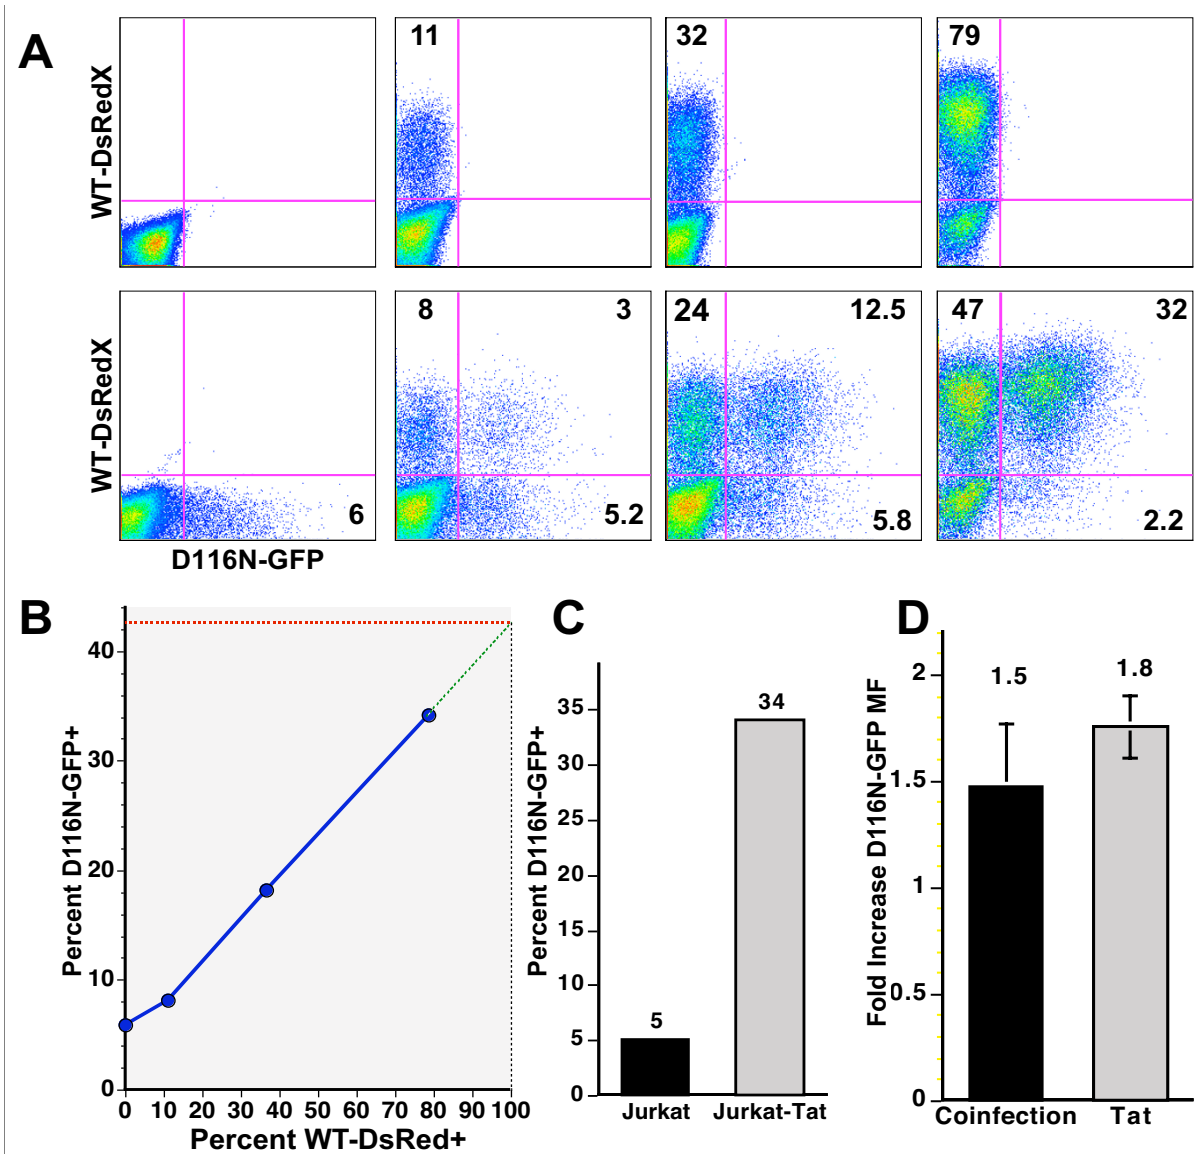 A
WT-DsRedX
11
32
79
WT-DsRedX
6
8
3
5.2
24
12.5
5.8
47
32
2.2
D116N-GFP
B
Percent D116N-GFP+
40
30
20
10
0
0 10 20 30 40 50 60 70 80 90 100
Percent WT-DsRed+
C
Percent D116N-GFP+
35
30
25
20
15
10
5
0
5
34
Jurkat Jurkat-Tat
D
Fold Increase D116N-GFP MF
2
1.5
1
0.5
0
1.5
1.8
Coinfection Tat